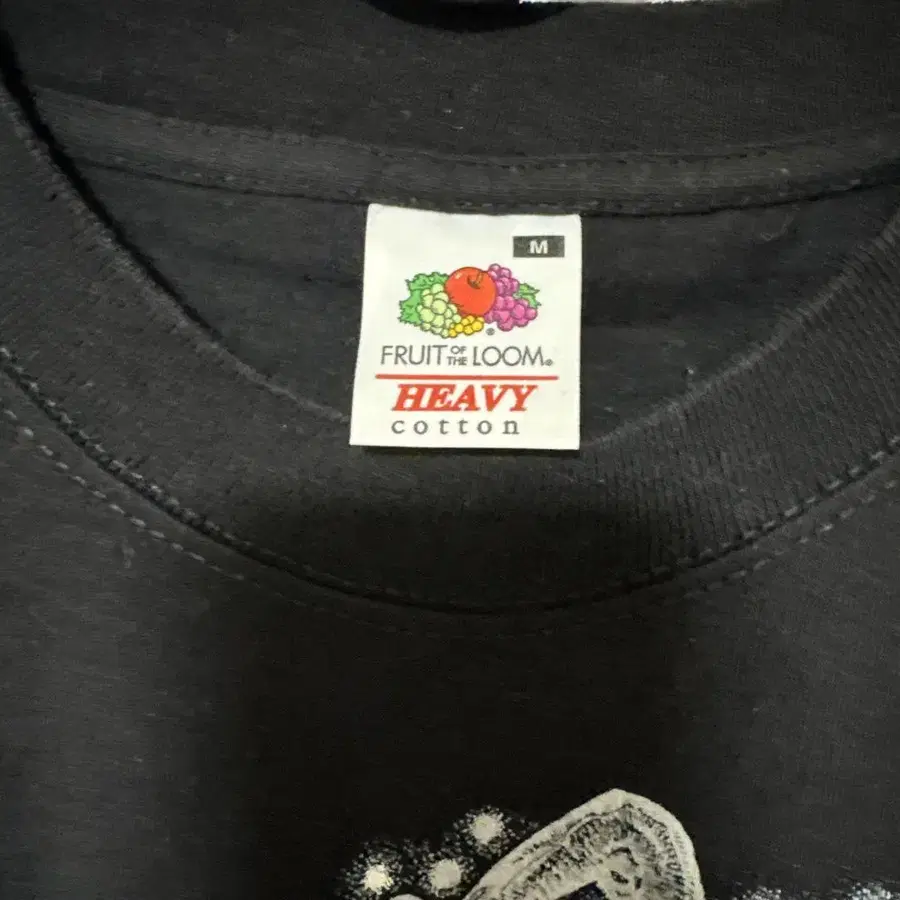 M
FRUIT OF THE LOOM®
HEAVY
cotton